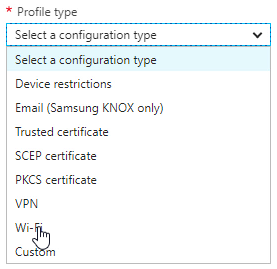 * Profile type
Select a configuration type
Select a configuration type
Device restrictions
Email (Samsung KNOX only)
Trusted certificate
SCEP certificate
PKCS certificate
VPN
Wi-Fi
Custom